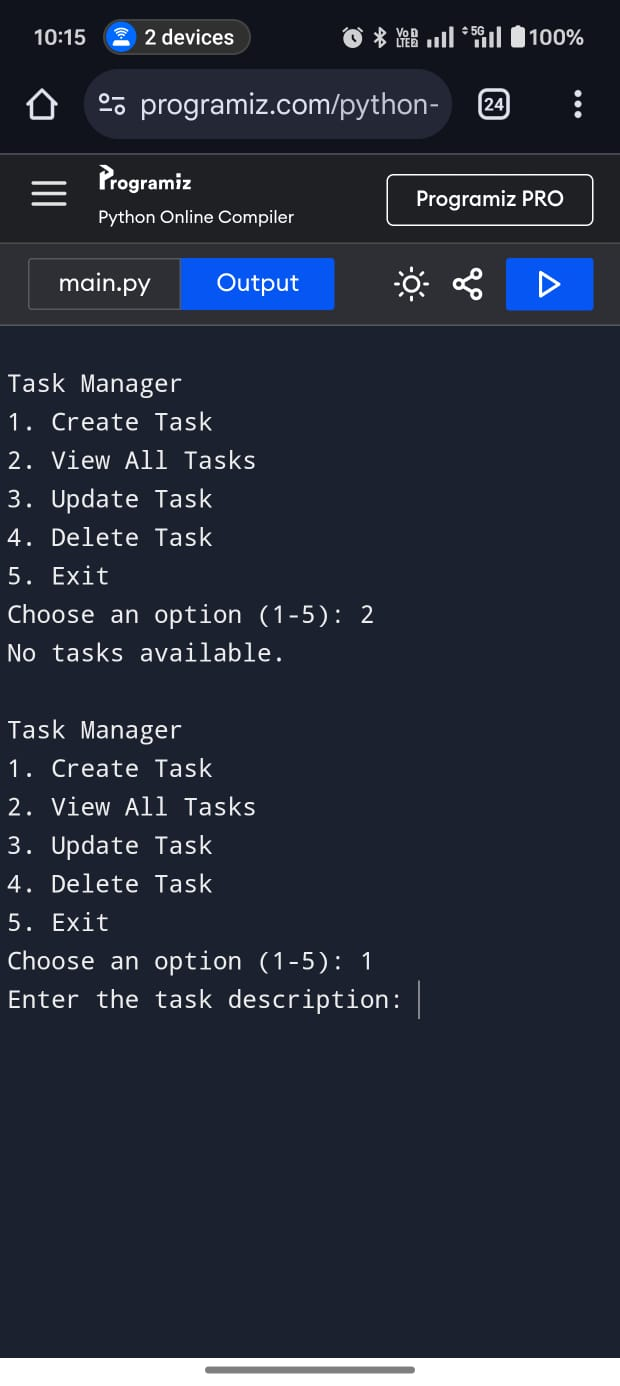 10:15 2 devices Vo LTE2 5G 100%
programiz.com/python- 24
Programiz
Python Online Compiler
Programiz PRO
main.py Output
Task Manager
1. Create Task
2. View All Tasks
3. Update Task
4. Delete Task
5. Exit
Choose an option (1-5): 2
No tasks available.
Task Manager
1. Create Task
2. View All Tasks
3. Update Task
4. Delete Task
5. Exit
Choose an option (1-5): 1
Enter the task description: